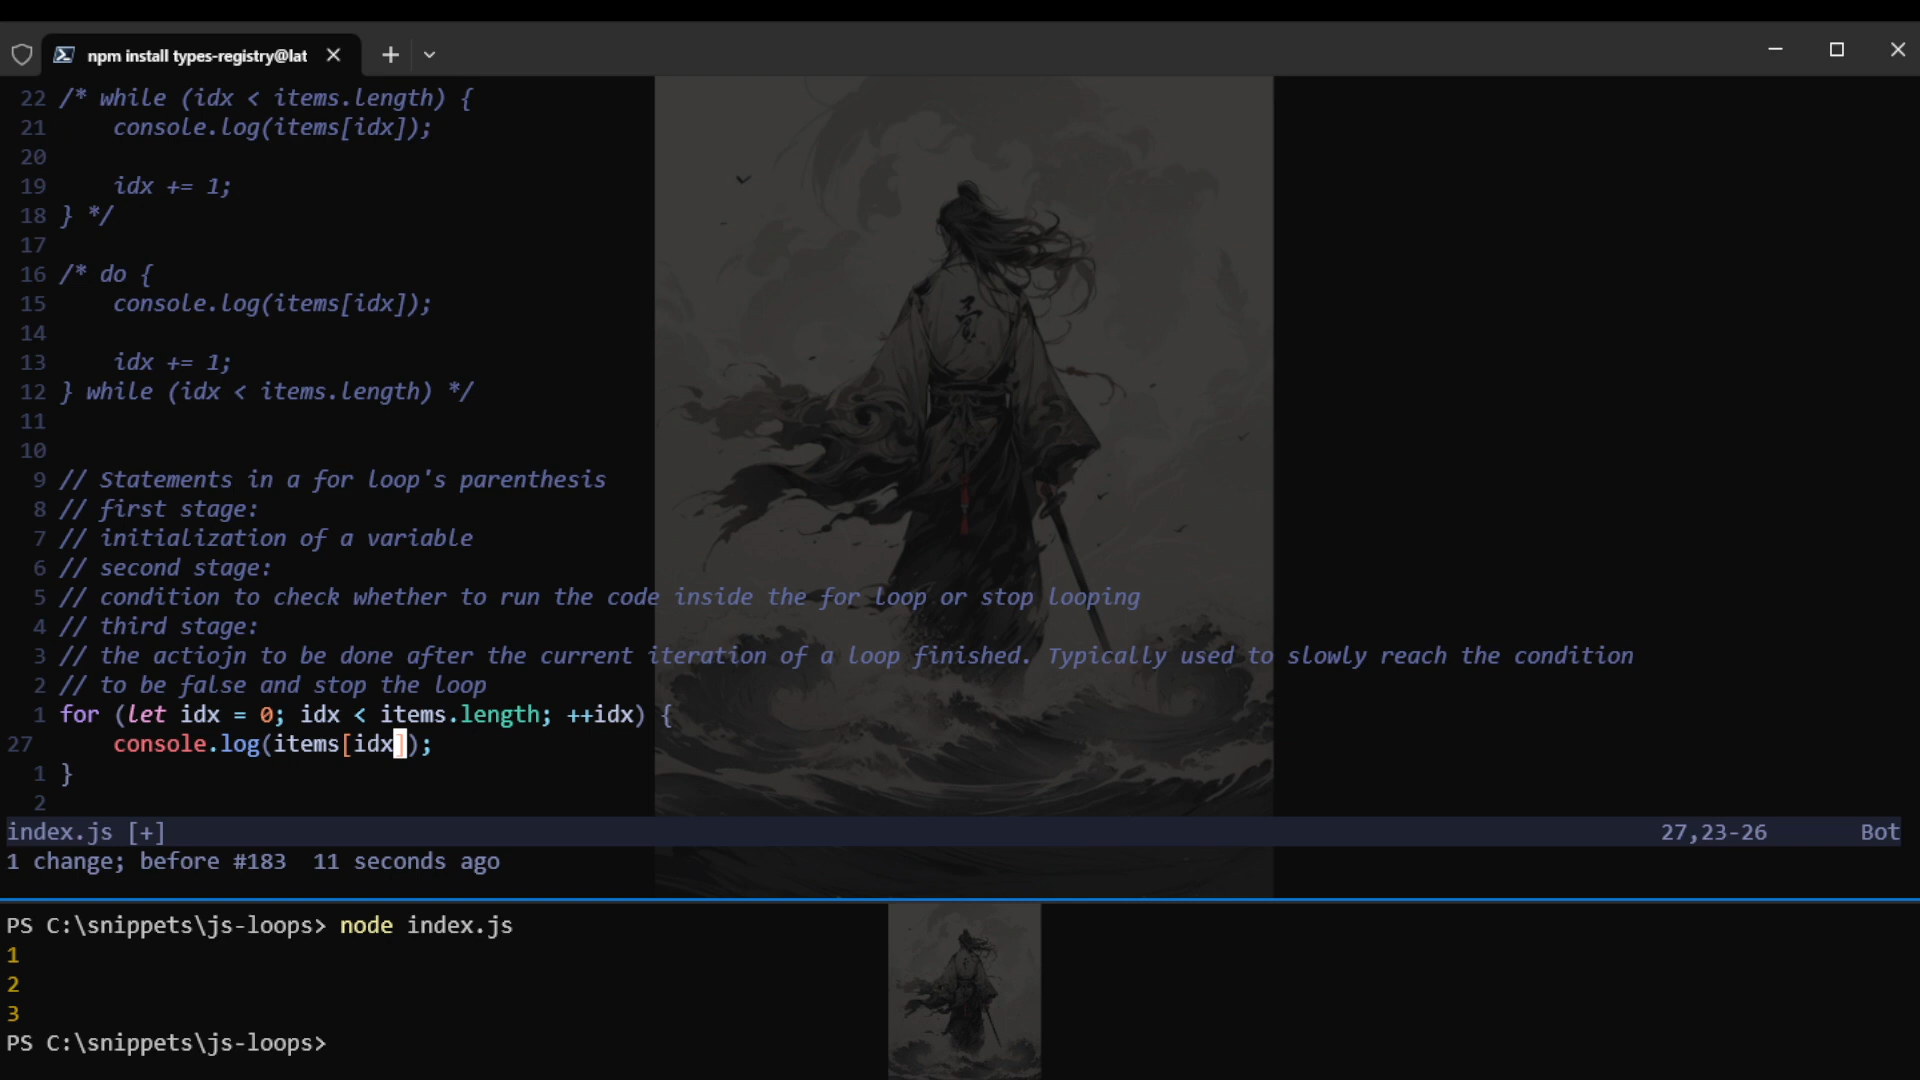 npm install types-registry@lat
22 /* while (idx < items.length) {
21     console.log(items[idx]);
20
19     idx += 1;
18 } */
17
16 /* do {
15     console.log(items[idx]);
14
13     idx += 1;
12 } while (idx < items.length) */
11
10
9 // Statements in a for loop's parenthesis
8 // first stage:
7 // initialization of a variable
6 // second stage:
5 // condition to check whether to run the code inside the for loop or stop looping
4 // third stage:
3 // the actiojn to be done after the current iteration of a loop finished. Typically used to slowly reach the condition
2 // to be false and stop the loop
1 for (let idx = 0; idx < items.length; ++idx) {
27     console.log(items[idx]);
1 }
2
index.js [+] 27,23-26 Bot
1 change; before #183  11 seconds ago
PS C:\snippets\js-loops> node index.js
1
2
3
PS C:\snippets\js-loops>